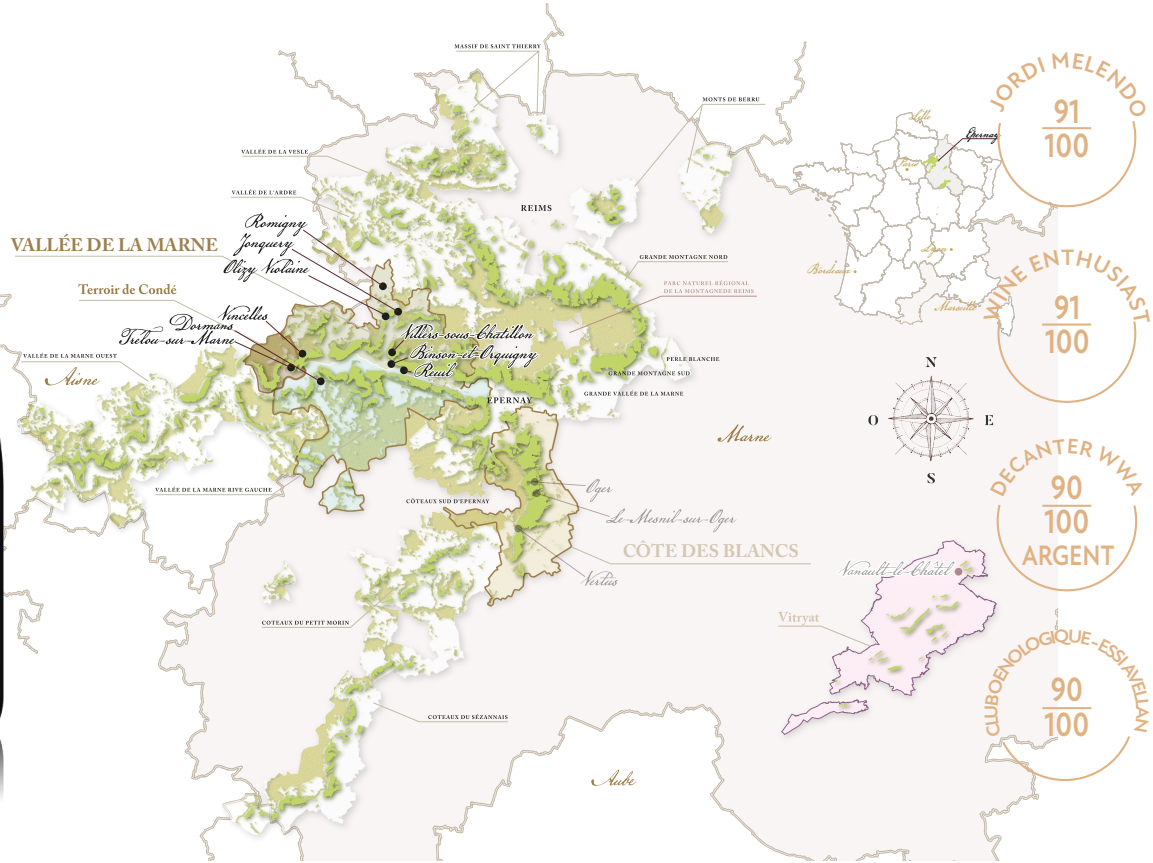 MASSIF DE SAINT THIERRY
MONTS DE BERRU
VALLÉE DE LA VESLE
VALLÉE DE L'ARDRE
REIMS
Romigny
Jonquery
Olizy Violaine
VALLÉE DE LA MARNE
Terroir de Condé
Vincelles
Dormans
Trélou-sur-Marne
VALLÉE DE LA MARNE OUEST
Aisne
GRANDE MONTAGNE NORD
PARC NATUREL RÉGIONAL
DE LA MONTAGNEDE REIMS
Villers-sous-Chatillon
Binson-et-Orquigny
Reuil
PERLE BLANCHE
GRANDE MONTAGNE SUD
GRANDE VALLÉE DE LA MARNE
EPERNAY
Marne
VALLÉE DE LA MARNE RIVE GAUCHE
CÔTEAUX SUD D'EPERNAY
Oger
Le-Mesnil-sur-Oger
CÔTE DES BLANCS
Vertus
COTEAUX DU PETIT MORIN
COTEAUX DU SÉZANNAIS
Aube
Vanault-le-Châtel
Vitryat
Lille
Épernay
Paris
Lyon
Bordeaux
Marseille
N
O
E
S
JORDI MELENDO
91
100
WINE ENTHUSIAST
91
100
DECANTER WWA
90
100
ARGENT
CLUBOENOLOGIQUE-ESSI AVELLAN
90
100